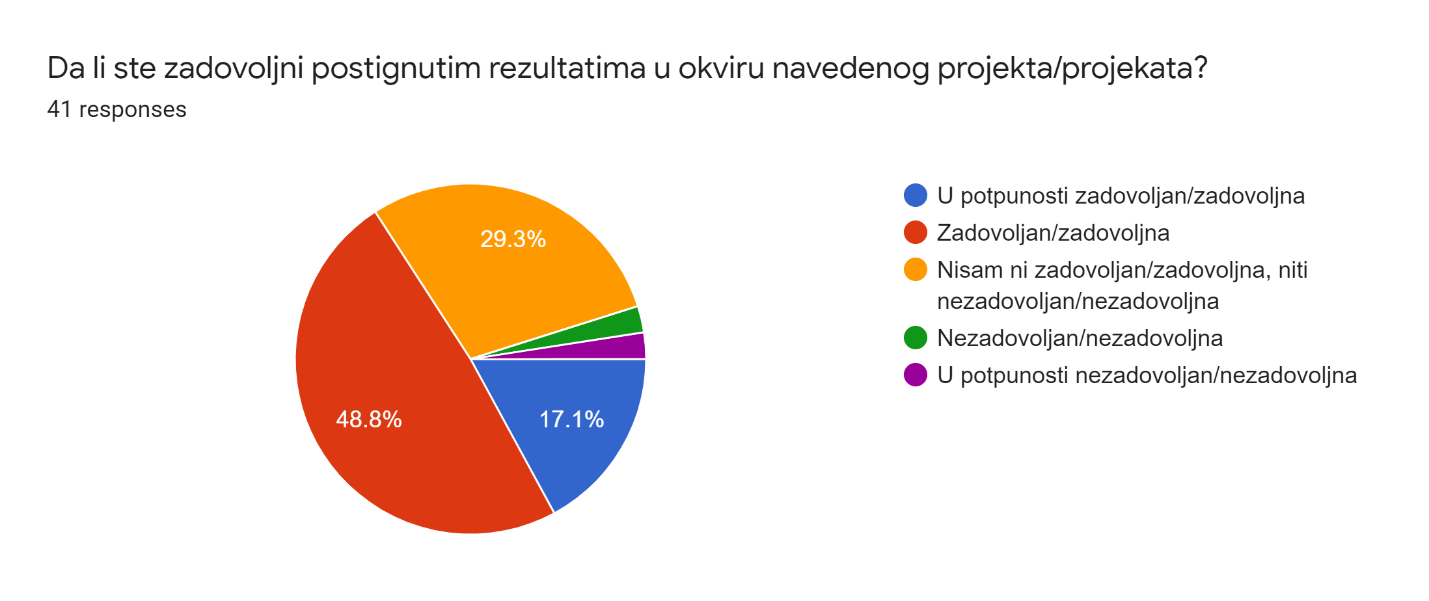 Da li ste zadovoljni postignutim rezultatima u okviru navedenog projekta/projekata?
41 responses
29.3%
48.8%
17.1%
U potpunosti zadovoljan/zadovoljna
Zadovoljan/zadovoljna
Nisam ni zadovoljan/zadovoljna, niti
nezadovoljan/nezadovoljna
Nezadovoljan/nezadovoljna
U potpunosti nezadovoljan/nezadovoljna